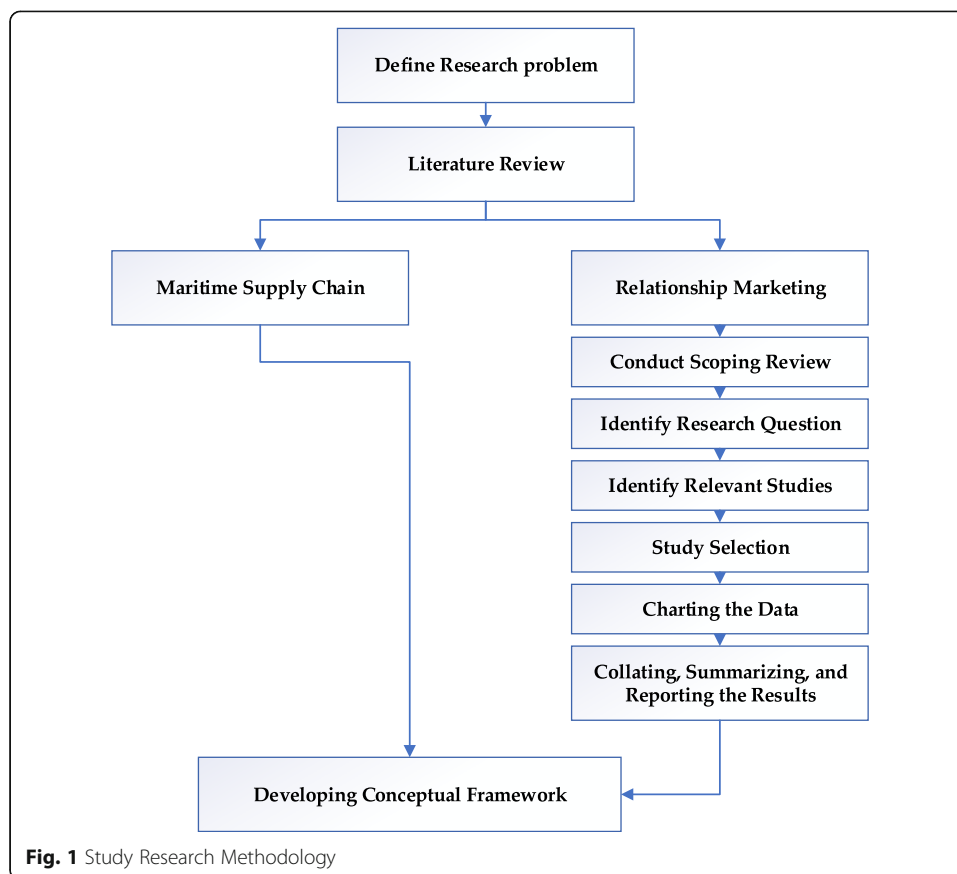 Define Research problem
Literature Review
Maritime Supply Chain
Relationship Marketing
Conduct Scoping Review
Identify Research Question
Identify Relevant Studies
Study Selection
Charting the Data
Collating, Summarizing, and
Reporting the Results
Developing Conceptual Framework
Fig. 1 Study Research Methodology